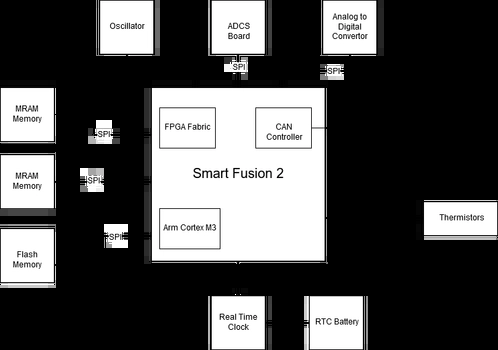 Oscillator
ADCS
Board
Analog to
Digital
Convertor
SPI
SPI
MRAM
Memory
SPI
FPGA Fabric
CAN
Controller
MRAM
Memory
SPI
Smart Fusion 2
Thermistors
Arm Cortex M3
SPI
Flash
Memory
Real Time
Clock
RTC Battery